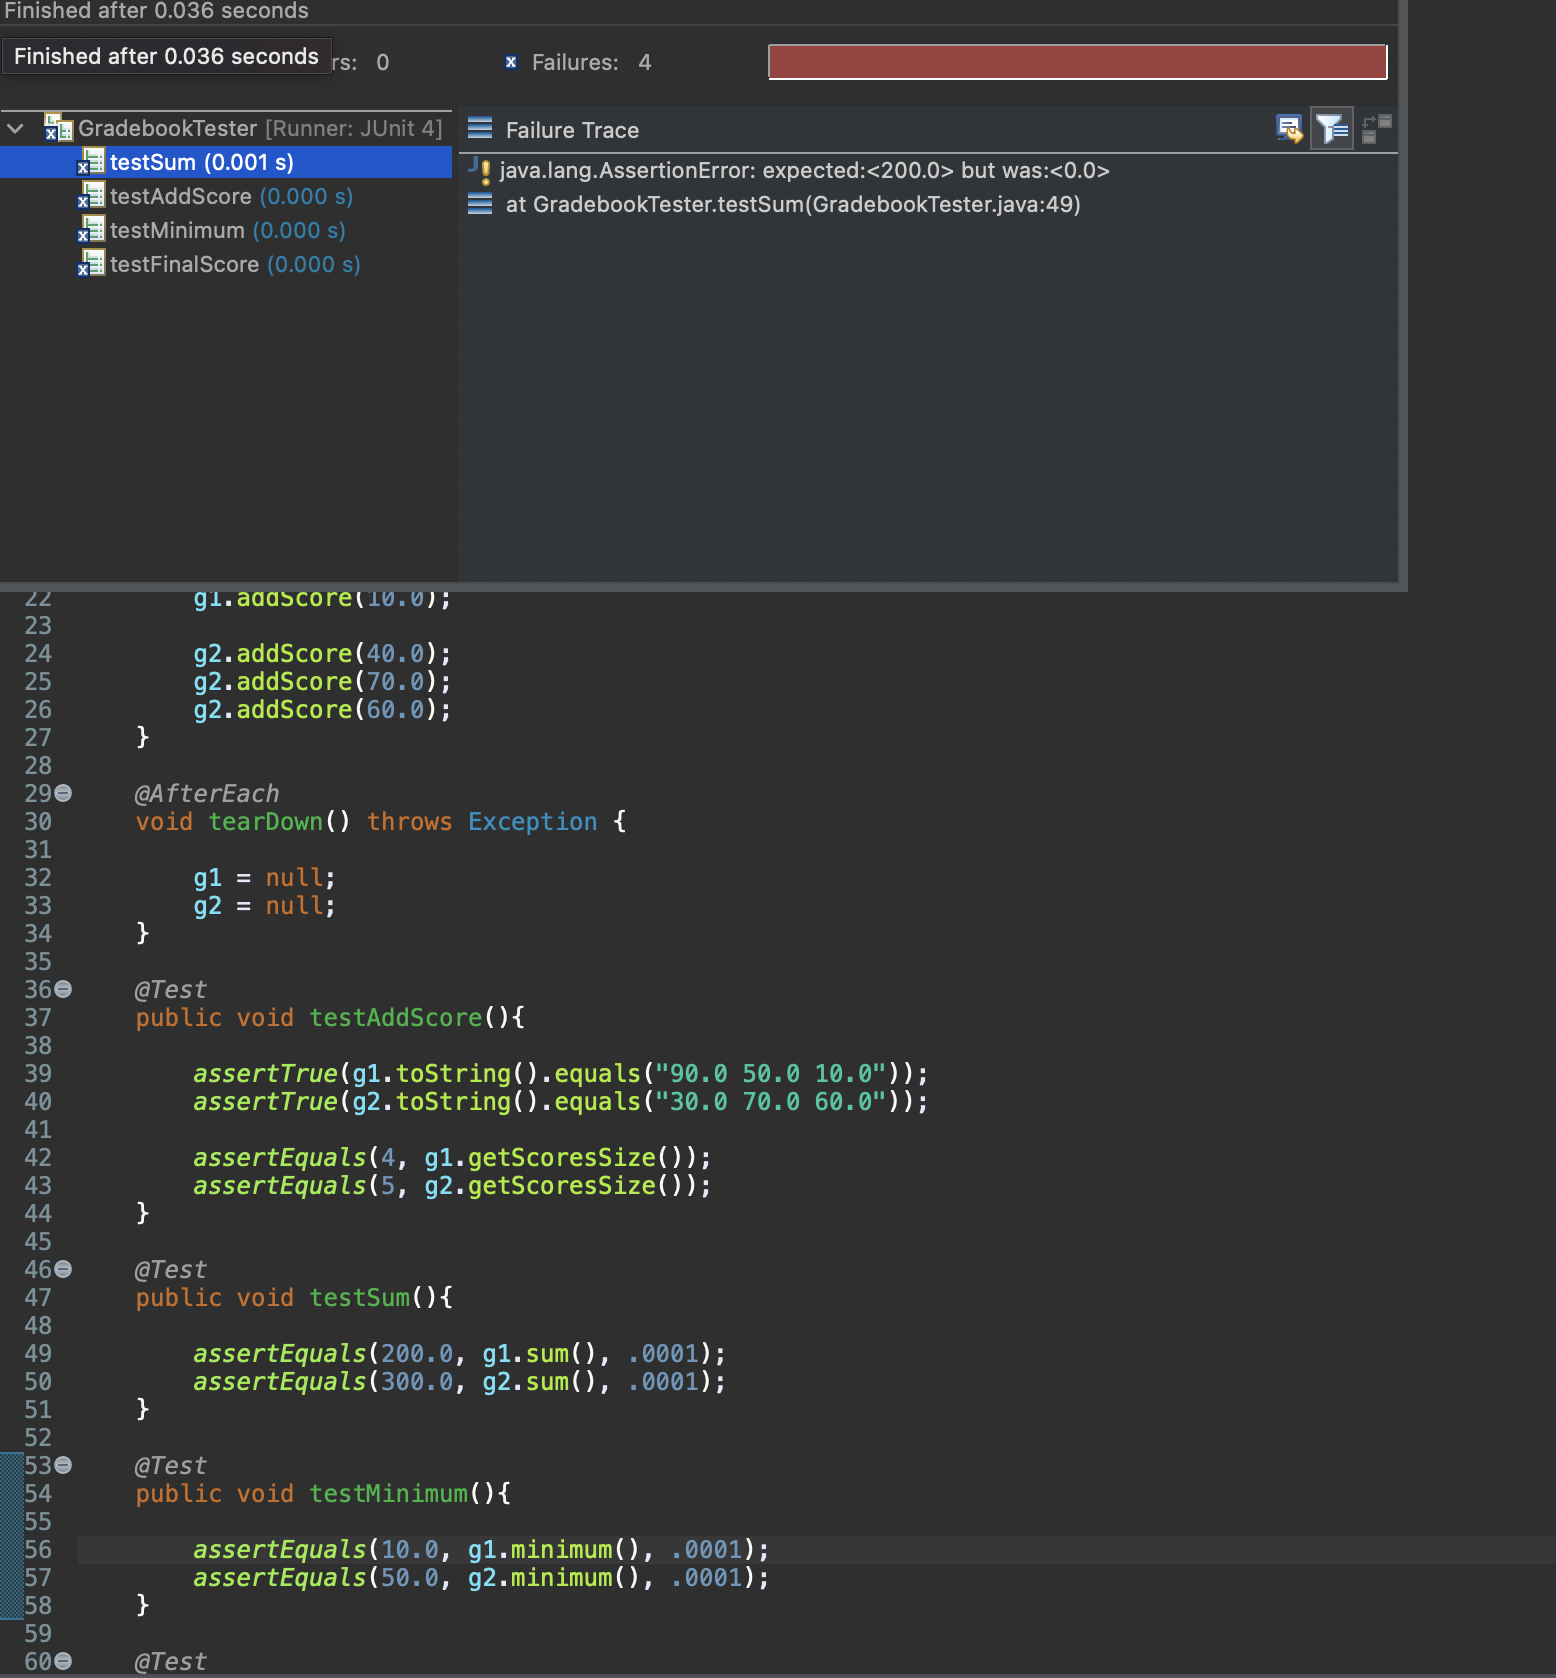 Finished after 0.036 seconds
Finished after 0.036 seconds
rs: 0
Failures: 4
GradebookTester [Runner: JUnit 4]
testSum (0.001 s)
testAddScore (0.000 s)
testMinimum (0.000 s)
testFinalScore (0.000 s)
Failure Trace
java.lang.AssertionError: expected:<200.0> but was:<0.0>
at GradebookTester.testSum(GradebookTester.java:49)
22 g1.addScore(10.0);
23
24 g2.addScore(40.0);
25 g2.addScore(70.0);
26 g2.addScore(60.0);
27 }
28
29 @AfterEach
30 void tearDown() throws Exception {
31
32 g1 = null;
33 g2 = null;
34 }
35
36 @Test
37 public void testAddScore(){
38
39 assertTrue(g1.toString().equals("90.0 50.0 10.0"));
40 assertTrue(g2.toString().equals("30.0 70.0 60.0"));
41
42 assertEquals(4, g1.getScoresSize());
43 assertEquals(5, g2.getScoresSize());
44 }
45
46 @Test
47 public void testSum(){
48
49 assertEquals(200.0, g1.sum(), .0001);
50 assertEquals(300.0, g2.sum(), .0001);
51 }
52
53 @Test
54 public void testMinimum(){
55
56 assertEquals(10.0, g1.minimum(), .0001);
57 assertEquals(50.0, g2.minimum(), .0001);
58 }
59
60 @Test